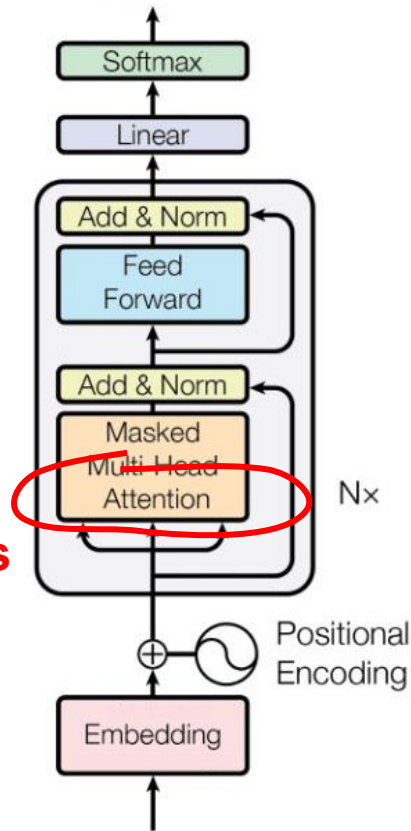 Softmax
Linear
Add & Norm
Feed
Forward
Add & Norm
Masked
Multi-Head
Attention
N×
s
Positional
Encoding
Embedding